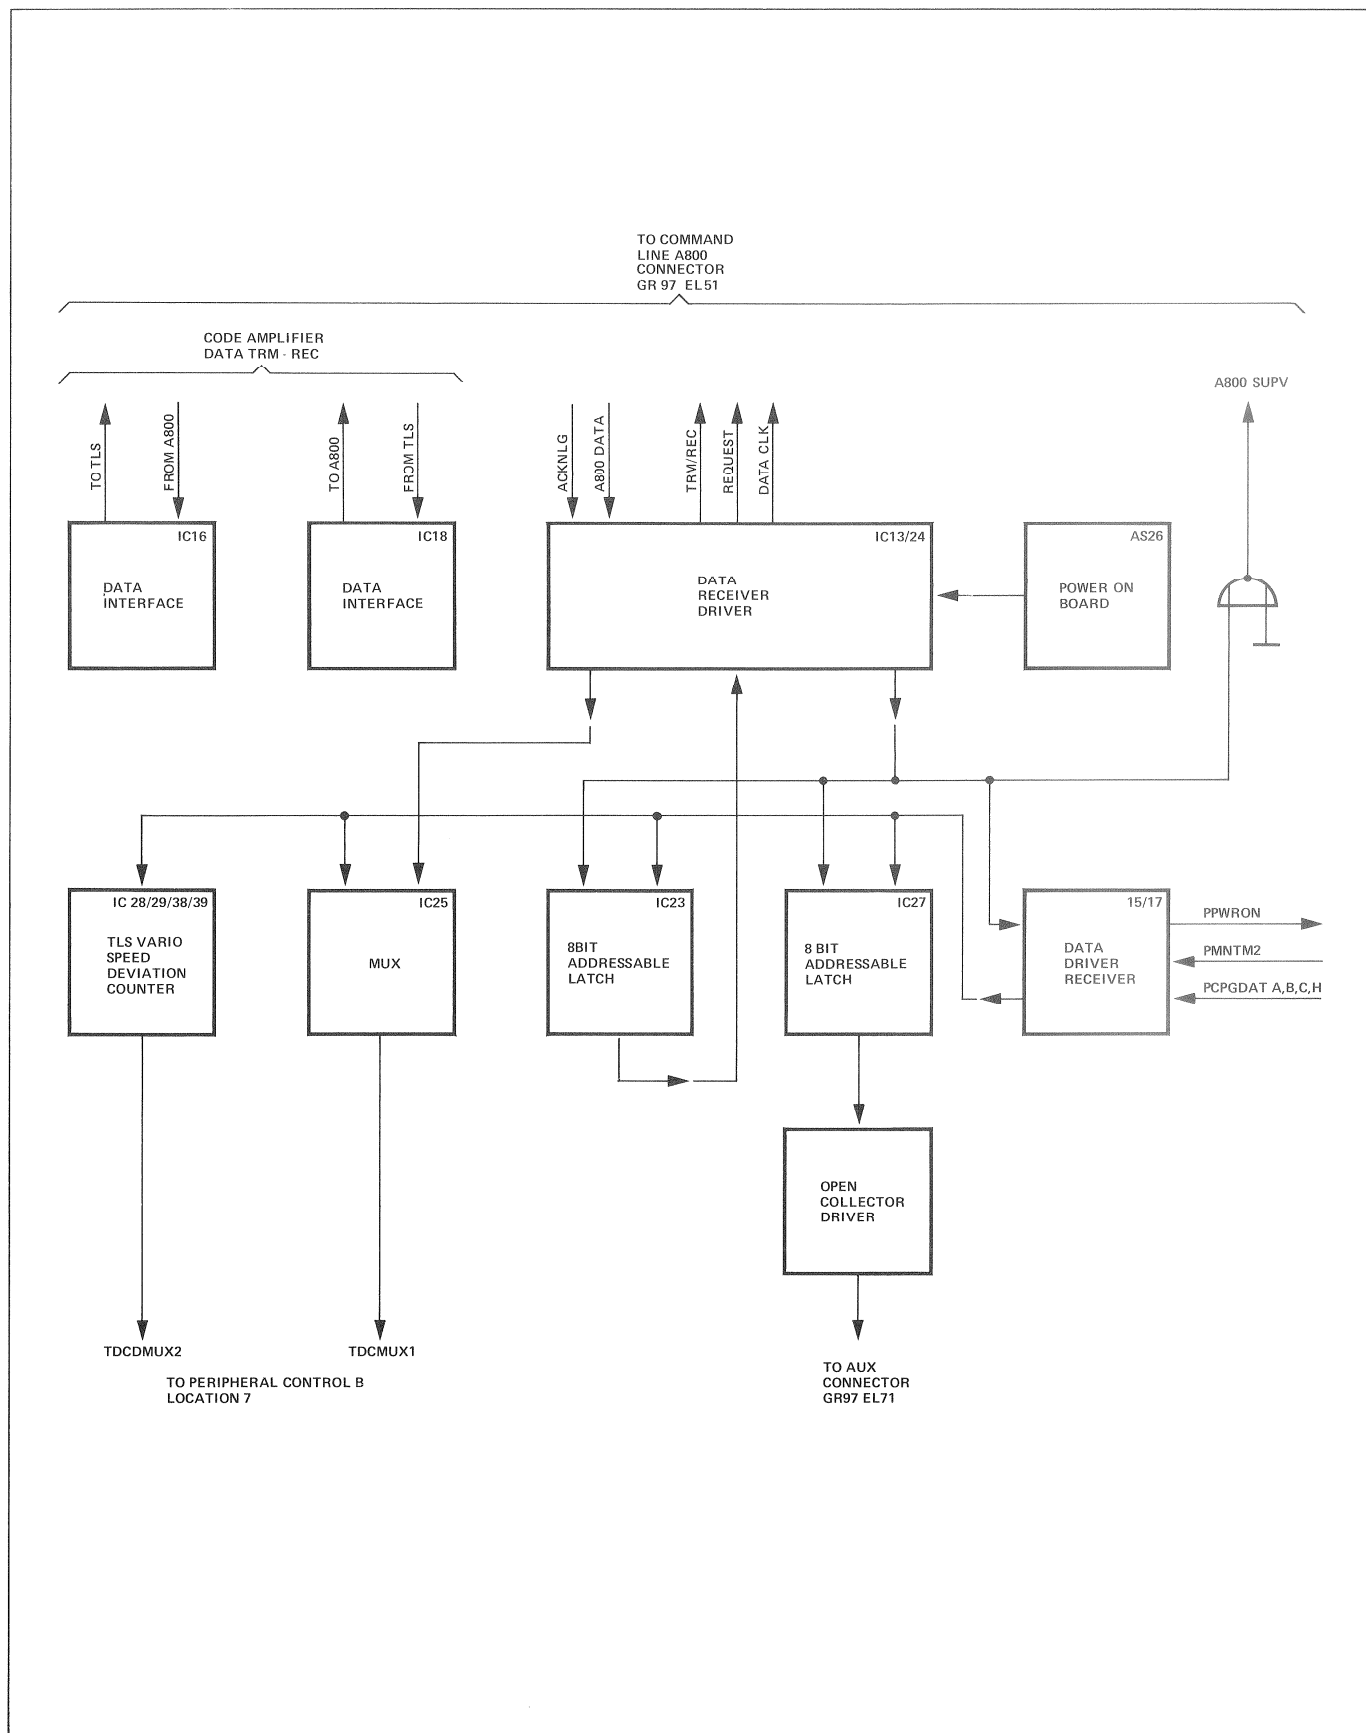 TO COMMAND
LINE A800
CONNECTOR
GR 97 EL51
CODE AMPLIFIER
DATA TRM - REC
A800 SUPV
TO TLS
FROM A800
TO A800
FROM TLS
ACKNLG
A800 DATA
TRM/REC
REQUEST
DATA CLK
IC16
DATA
INTERFACE
IC18
DATA
INTERFACE
IC13/24
DATA
RECEIVER
DRIVER
AS26
POWER ON
BOARD
IC 28/29/38/39
TLS VARIO
SPEED
DEVIATION
COUNTER
IC25
MUX
IC23
8BIT
ADDRESSABLE
LATCH
IC27
8 BIT
ADDRESSABLE
LATCH
15/17
DATA
DRIVER
RECEIVER
PPWRON
PMNTM2
PCPGDAT A,B,C,H
OPEN
COLLECTOR
DRIVER
TDCDMUX2
TDCMUX1
TO PERIPHERAL CONTROL B
LOCATION 7
TO AUX
CONNECTOR
GR97 EL71